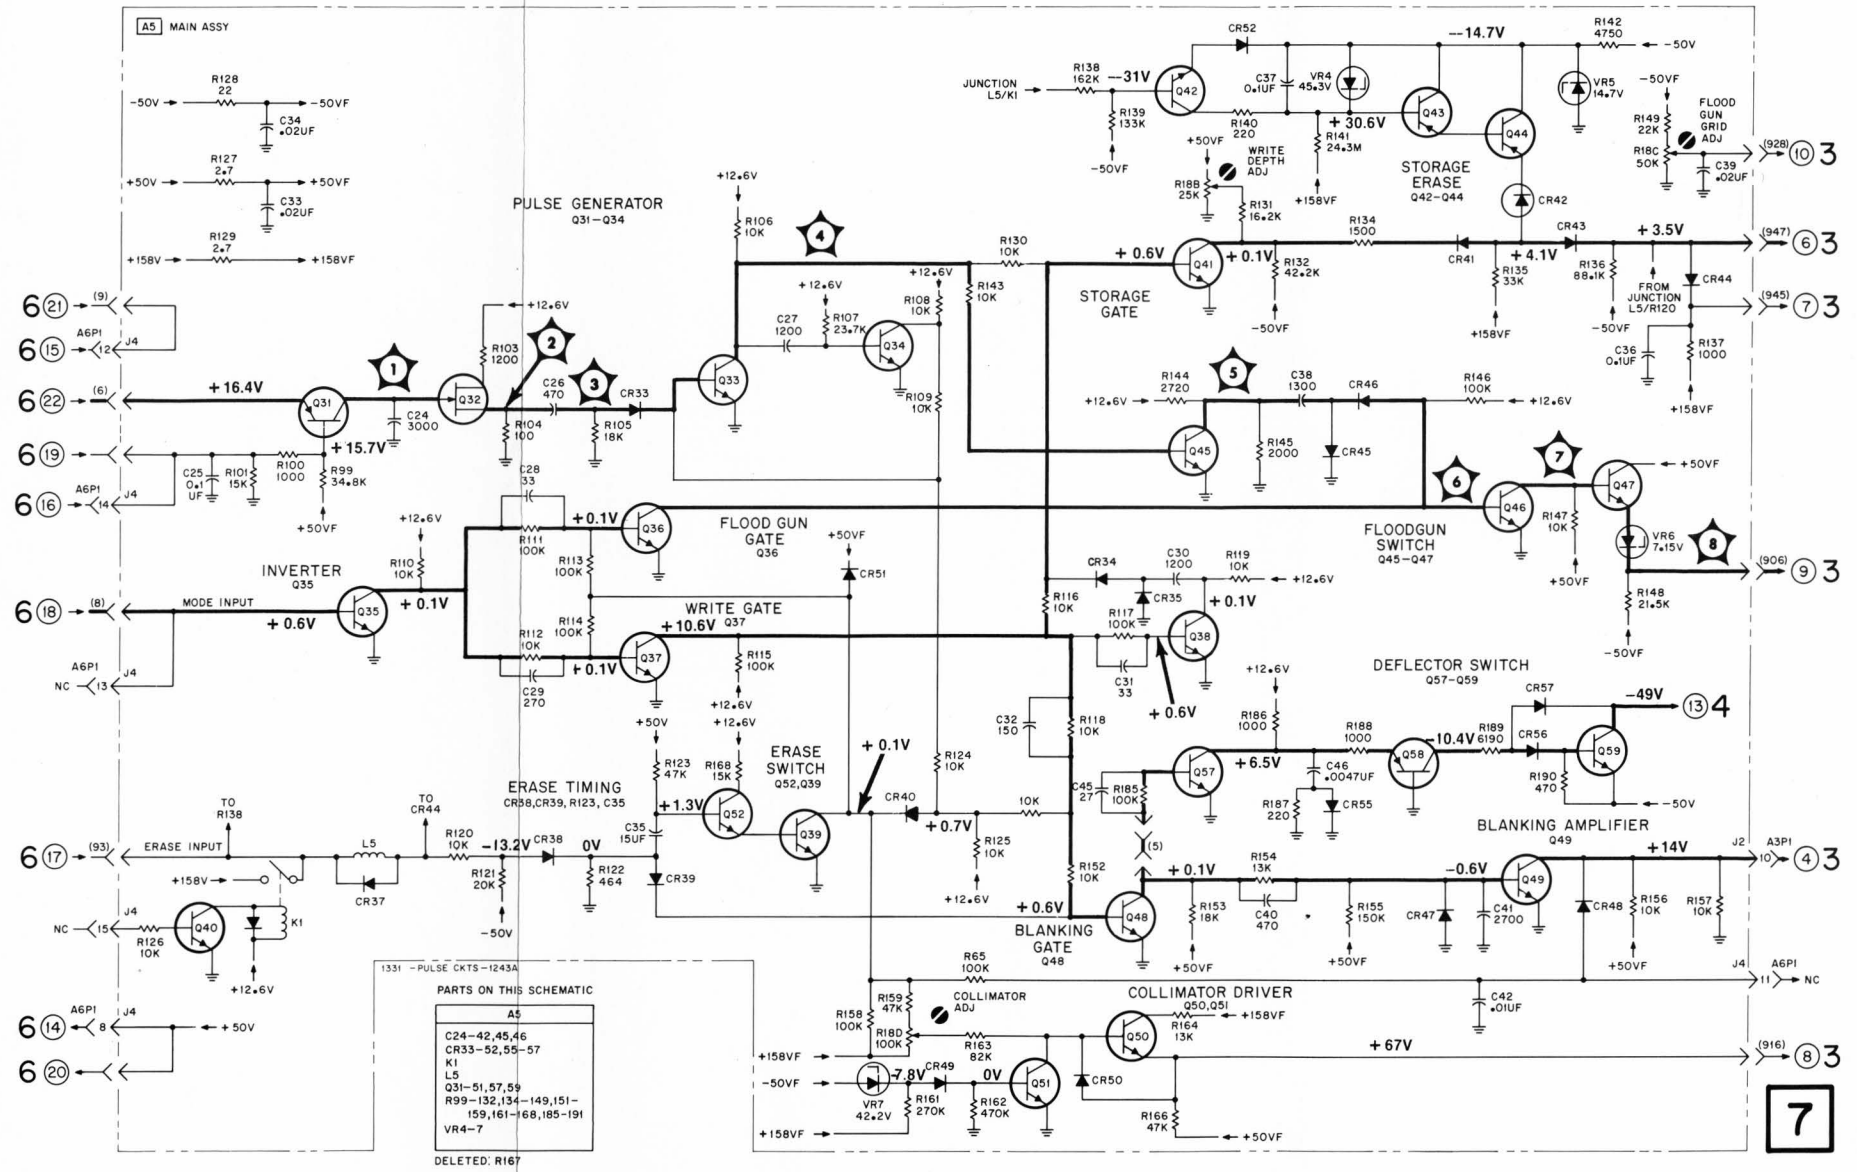 A5 MAIN ASSY
R128
22
-50V
-50VF
C34
.02UF
R127
2.7
+50V
+50VF
C33
.02UF
R129
2.7
+158V
+158VF
PULSE GENERATOR
Q31-Q34
+12.6V
R106
10K
4
R130
10K
+12.6V
R143
10K
R108
10K
+12.6V
R107
23.7K
C27
1200
Q34
Q33
R109
10K
6 21
(9)
6 15
A6P1
12
J4
6 22
(6)
+16.4V
Q31
1
C24
3000
+15.7V
Q32
R103
1200
+12.6V
2
C26
470
3
CR33
R104
100
R105
18K
6 19
6 16
A6P1
14
J4
C25
0.1
UF
R101
15K
R100
1000
R99
34.8K
+50VF
JUNCTION
L5/K1
R138
162K
--31V
R139
133K
-50VF
Q42
CR52
C37
0.1UF
VR4
45.3V
--14.7V
R142
4750
-50V
R140
220
R141
24.3M
+158VF
+30.6V
Q43
Q44
VR5
14.7V
STORAGE
ERASE
Q42-Q44
-50VF
R149
22K
R18C
50K
FLOOD
GUN
GRID
ADJ
C39
.02UF
(928)
10 3
+50VF
WRITE
DEPTH
ADJ
R18B
25K
R131
16.2K
+0.6V
Q41
+0.1V
STORAGE
GATE
R132
42.2K
-50VF
R134
1500
CR41
CR42
CR43
+4.1V
R135
33K
+158VF
R136
88.1K
-50VF
+3.5V
FROM
JUNCTION
L5/R120
CR44
(947)
6 3
(945)
7 3
C36
0.1UF
R137
1000
+158VF
R144
2720
+12.6V
5
C38
1300
CR46
R146
100K
+12.6V
Q45
R145
2000
CR45
6
7
Q46
Q47
+50VF
R147
10K
+50VF
VR6
7.15V
8
(906)
9 3
R148
21.5K
-50VF
FLOODGUN
SWITCH
Q45-Q47
C28
33
R111
100K
+0.1V
Q36
FLOOD GUN
GATE
Q36
R113
100K
+50VF
CR51
+12.6V
R110
10K
INVERTER
Q35
Q35
+0.1V
6 18
(8)
MODE INPUT
+0.6V
A6P1
NC 13
J4
R112
10K
C29
270
R114
100K
+0.1V
Q37
WRITE GATE
Q37
+10.6V
R115
100K
+12.6V
R116
10K
CR34
C30
1200
R119
10K
+12.6V
CR35
R117
100K
C31
33
+0.1V
Q38
+0.6V
C32
150
R118
10K
+50V
R123
47K
+12.6V
R168
15K
ERASE TIMING
CR38,CR39, R123, C35
ERASE
SWITCH
Q52,Q39
+0.1V
+1.3V
Q52
C35
15UF
Q39
CR40
+0.7V
R124
10K
R125
10K
+12.6V
10K
6 17
(93)
ERASE INPUT
TO
R138
L5
CR37
TO
CR44
R120
10K
-13.2V
CR38
0V
R121
20K
-50V
R122
464
CR39
+158V
K1
NC 15
J4
R126
10K
Q40
+12.6V
DEFLECTOR SWITCH
Q57-Q59
+12.6V
R186
1000
C45
27
R185
100K
(5)
Q57
+6.5V
R188
1000
C46
.0047UF
R187
220
CR55
Q58
-10.4V
R189
6190
CR57
CR56
Q59
-49V
13 4
R190
470
-50V
BLANKING AMPLIFIER
Q49
R152
10K
+0.6V
Q48
BLANKING
GATE
Q48
+0.1V
R153
18K
+50VF
R154
13K
C40
470
R155
150K
+50VF
-0.6V
CR47
C41
2700
Q49
+14V
CR48
R156
10K
+50VF
R157
10K
J2
10
A3P1
4 3
J4
11
A6P1
NC
R65
100K
C42
.01UF
COLLIMATOR DRIVER
Q50,Q51
R158
100K
R159
47K
R18D
100K
COLLIMATOR
ADJ
R163
82K
Q50
R164
13K
+158VF
+158VF
-50VF
VR7
42.2V
-7.8V
CR49
0V
R161
270K
R162
470K
Q51
CR50
+158VF
R166
47K
+50VF
+67V
(916)
8 3
6 14
A6P1
8
J4
+50V
6 20
1331 -PULSE CKTS-1243A
PARTS ON THIS SCHEMATIC
A5
C24-42,45,46
CR33-52,55-57
K1
L5
Q31-51,57,59
R99-132,134-149,151-
159,161-168,185-191
VR4-7
DELETED: R167
7